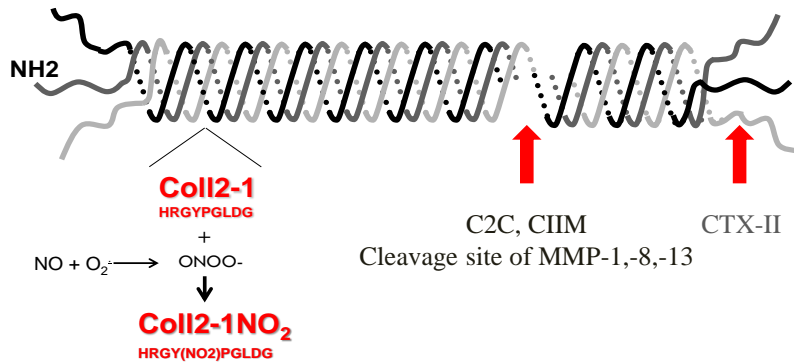 NH2
Coll2-1
HRGYPGLDG
+
NO + O₂∸
ONOO-
Coll2-1NO₂
HRGY(NO2)PGLDG
C2C, CIIM
Cleavage site of MMP-1,-8,-13
CTX-II